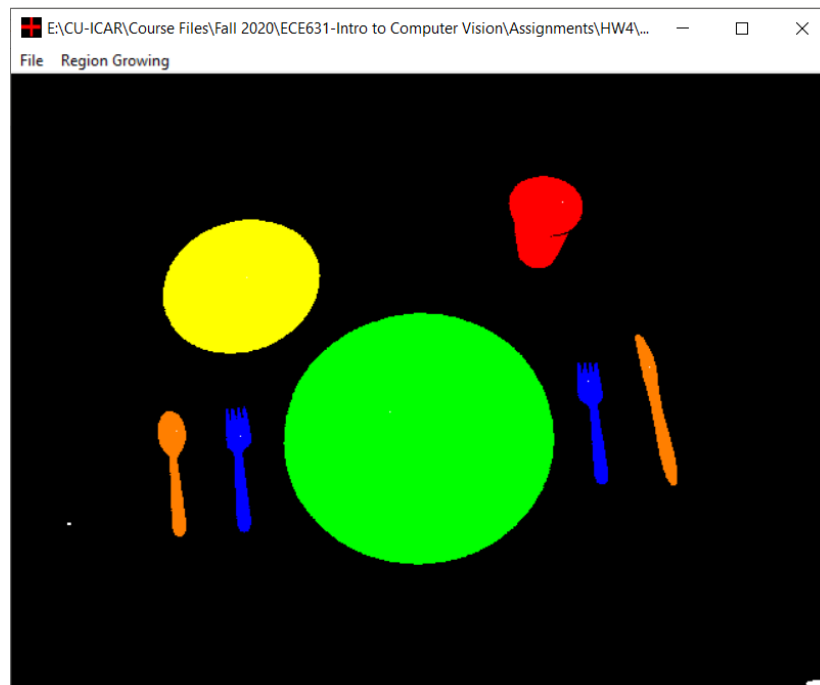 E:\CU-ICAR\Course Files\Fall 2020\ECE631-Intro to Computer Vision\Assignments\HW4\...
File Region Growing